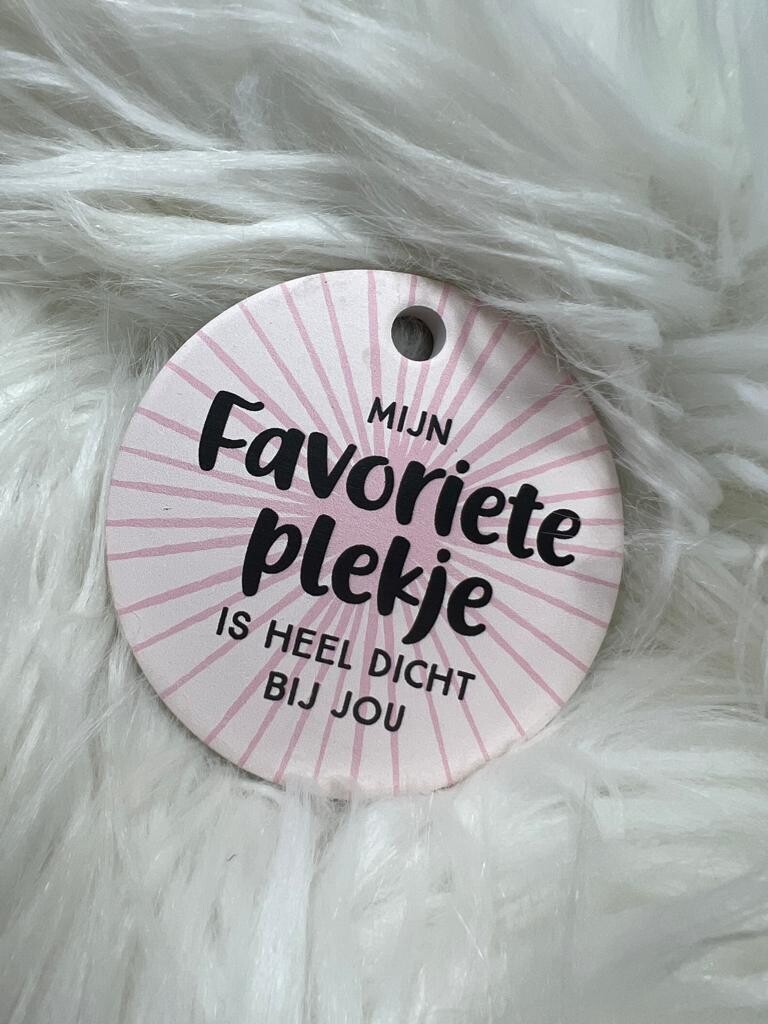 MIJN
Favoriete
plekje
IS HEEL DICHT
BIJ JOU